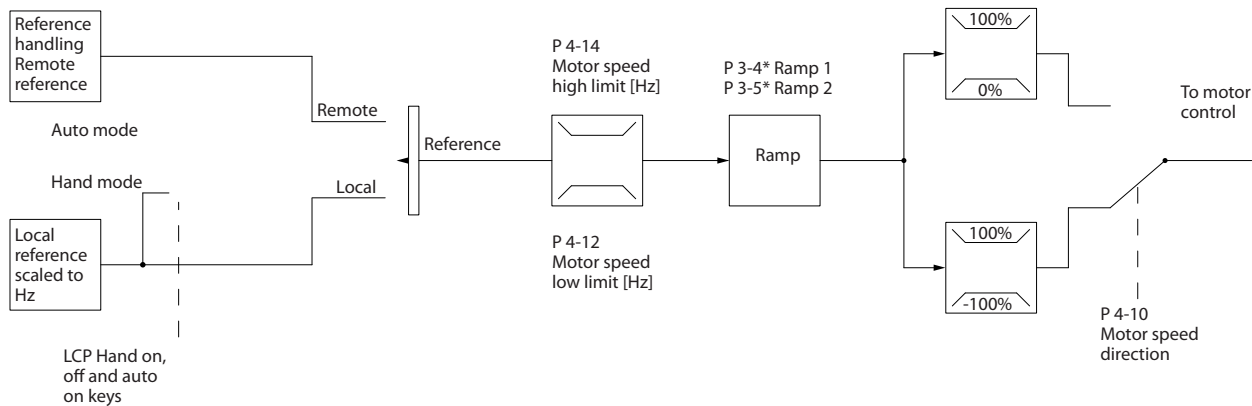 Reference
handling
Remote
reference
Auto mode
Hand mode
Local
reference
scaled to
Hz
LCP Hand on,
off and auto
on keys
Remote
Local
Reference
P 4-14
Motor speed
high limit [Hz]
P 4-12
Motor speed
low limit [Hz]
P 3-4* Ramp 1
P 3-5* Ramp 2
Ramp
100%
0%
100%
-100%
To motor
control
P 4-10
Motor speed
direction